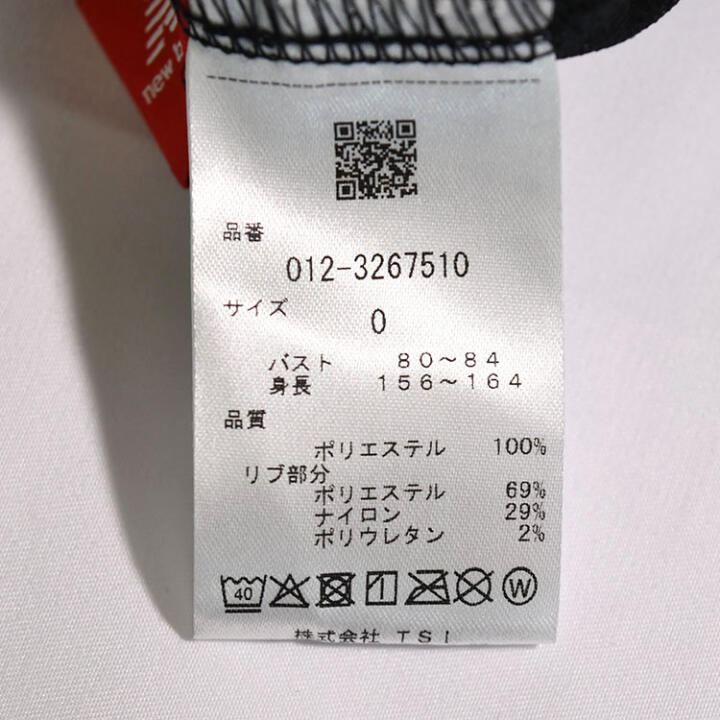 new b
品番
012-3267510
サイズ
0
バスト 80~84
身長 156~164
品質
ポリエステル 100%
リブ部分
ポリエステル 69%
ナイロン 29%
ポリウレタン 2%
40
W
株式会社 TSI